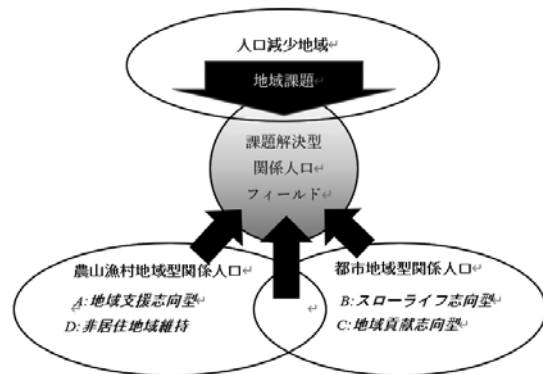 人口減少地域
地域課題
課題解決型
関係人口
フィールド
農山漁村地域型関係人口
A:地域支援志向型
D:非居住地域維持
都市地域型関係人口
B:スローライフ志向型
C:地域貢献志向型